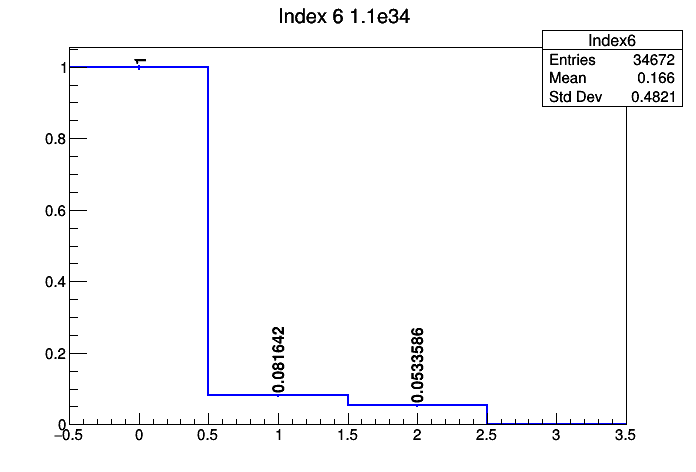 Index 6 1.1e34
Index6
Entries 34672
Mean 0.166
Std Dev 0.4821
1
0.8
0.6
0.4
0.2
0
1
0.081642
0.0533586
−0.5 0 0.5 1 1.5 2 2.5 3 3.5